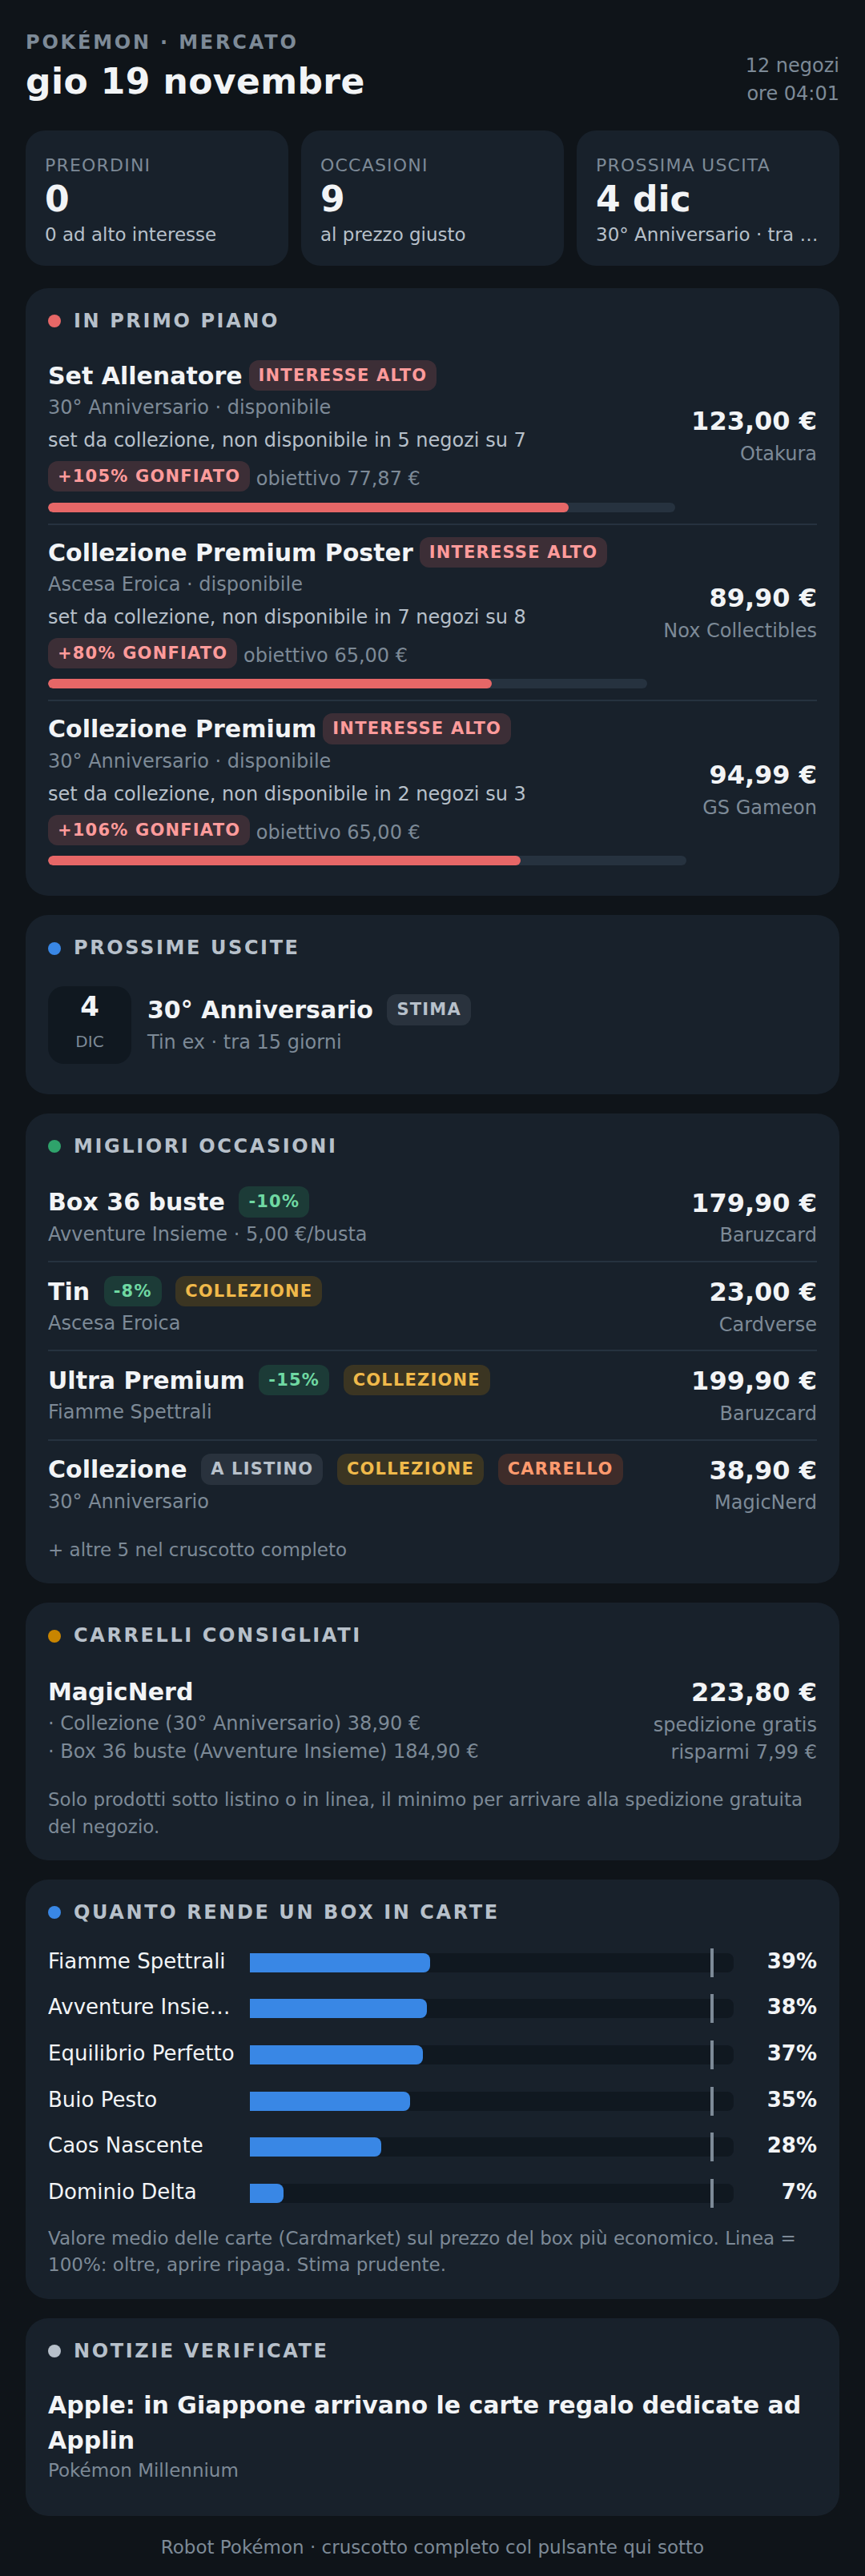 POKÉMON · MERCATO
gio 19 novembre
12 negozi
ore 04:01
PREORDINI
0
0 ad alto interesse
OCCASIONI
9
al prezzo giusto
PROSSIMA USCITA
4 dic
30° Anniversario · tra …
IN PRIMO PIANO
Set Allenatore INTERESSE ALTO
30° Anniversario · disponibile
set da collezione, non disponibile in 5 negozi su 7
+105% GONFIATO obiettivo 77,87 €
123,00 €
Otakura
Collezione Premium Poster INTERESSE ALTO
Ascesa Eroica · disponibile
set da collezione, non disponibile in 7 negozi su 8
+80% GONFIATO obiettivo 65,00 €
89,90 €
Nox Collectibles
Collezione Premium INTERESSE ALTO
30° Anniversario · disponibile
set da collezione, non disponibile in 2 negozi su 3
+106% GONFIATO obiettivo 65,00 €
94,99 €
GS Gameon
PROSSIME USCITE
4
DIC
30° Anniversario STIMA
Tin ex · tra 15 giorni
MIGLIORI OCCASIONI
Box 36 buste -10%
Avventure Insieme · 5,00 €/busta
179,90 €
Baruzcard
Tin -8% COLLEZIONE
Ascesa Eroica
23,00 €
Cardverse
Ultra Premium -15% COLLEZIONE
Fiamme Spettrali
199,90 €
Baruzcard
Collezione A LISTINO COLLEZIONE CARRELLO
30° Anniversario
38,90 €
MagicNerd
+ altre 5 nel cruscotto completo
CARRELLI CONSIGLIATI
MagicNerd
· Collezione (30° Anniversario) 38,90 €
· Box 36 buste (Avventure Insieme) 184,90 €
223,80 €
spedizione gratis
risparmi 7,99 €
Solo prodotti sotto listino o in linea, il minimo per arrivare alla spedizione gratuita
del negozio.
QUANTO RENDE UN BOX IN CARTE
Fiamme Spettrali 39%
Avventure Insie… 38%
Equilibrio Perfetto 37%
Buio Pesto 35%
Caos Nascente 28%
Dominio Delta 7%
Valore medio delle carte (Cardmarket) sul prezzo del box più economico. Linea =
100%: oltre, aprire ripaga. Stima prudente.
NOTIZIE VERIFICATE
Apple: in Giappone arrivano le carte regalo dedicate ad
Applin
Pokémon Millennium
Robot Pokémon · cruscotto completo col pulsante qui sotto